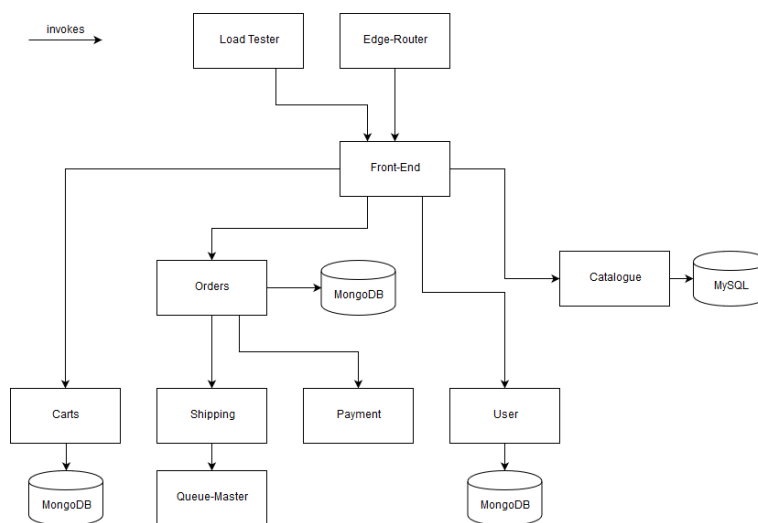 invokes
Load Tester
Edge-Router
Front-End
Orders
MongoDB
Catalogue
MySQL
Carts
Shipping
Payment
User
MongoDB
Queue-Master
MongoDB